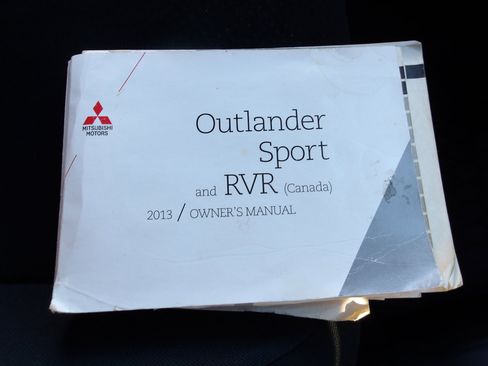 MITSUBISHI
MOTORS
Outlander
Sport
and RVR (Canada)
2013 / OWNER'S MANUAL